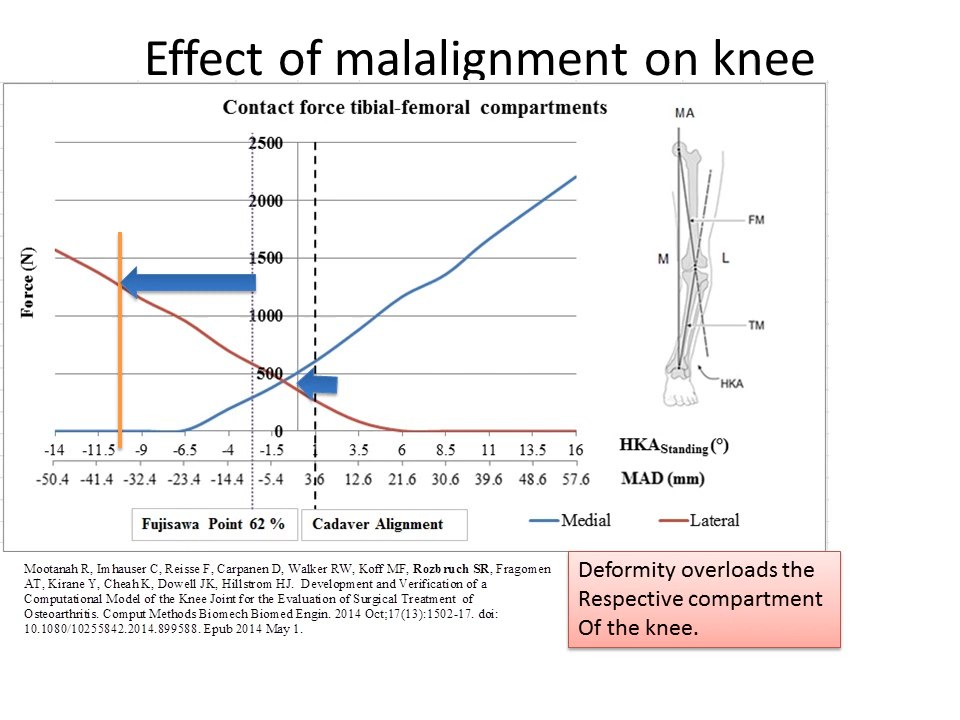 Effect of malalignment on knee
Contact force tibial-femoral compartments
2500
2000
1500
1000
500
0
Force (N)
-14 -11.5 -9 -6.5 -4 -1.5 1 3.5 6 8.5 11 13.5 16
HKAStanding (°)
-50.4 -41.4 -32.4 -23.4 -14.4 -5.4 3.6 12.6 21.6 30.6 39.6 48.6 57.6
MAD (mm)
Fujisawa Point 62 %
Cadaver Alignment
Medial
Lateral
MA
FM
M
L
TM
HKA
Mootanah R, Imhauser C, Reisse F, Carpanen D, Walker RW, Koff MF, Rozbruch SR, Fragomen
AT, Kirane Y, Cheah K, Dowell JK, Hillstrom HJ. Development and Verification of a
Computational Model of the Knee Joint for the Evaluation of Surgical Treatment of
Osteoarthritis. Comput Methods Biomech Biomed Engin. 2014 Oct;17(13):1502-17. doi:
10.1080/10255842.2014.899588. Epub 2014 May 1.
Deformity overloads the
Respective compartment
Of the knee.